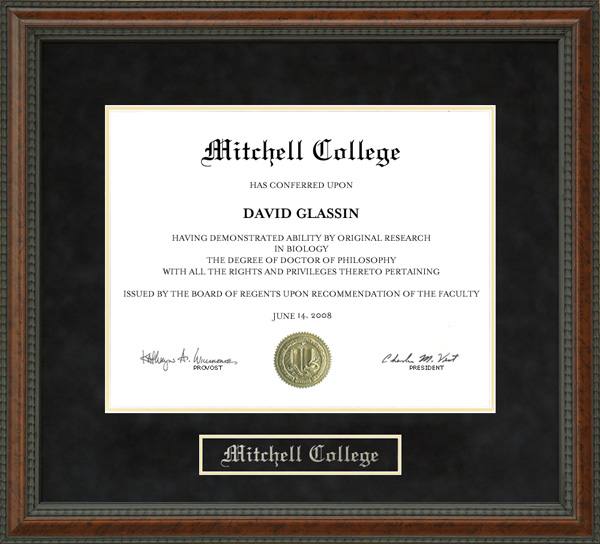 Mitchell College
HAS CONFERRED UPON
DAVID GLASSIN
HAVING DEMONSTRATED ABILITY BY ORIGINAL RESEARCH
IN BIOLOGY
THE DEGREE OF DOCTOR OF PHILOSOPHY
WITH ALL THE RIGHTS AND PRIVILEGES THERETO PERTAINING
ISSUED BY THE BOARD OF REGENTS UPON RECOMMENDATION OF THE FACULTY
JUNE 14, 2008
Charles M. Vest
PROVOST
PRESIDENT
Mitchell College